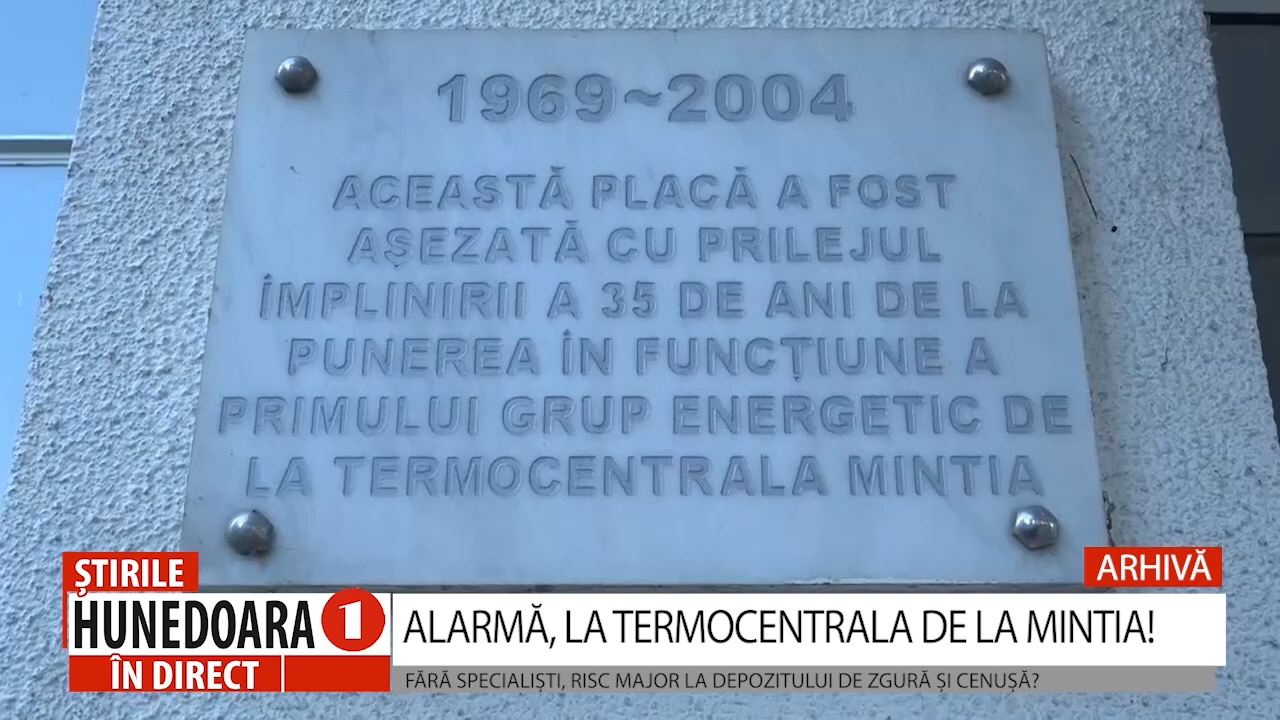 1969~2004
ACEASTĂ PLACĂ A FOST
AȘEZATĂ CU PRILEJUL
ÎMPLINIRII A 35 DE ANI DE LA
PUNEREA ÎN FUNCȚIUNE A
PRIMULUI GRUP ENERGETIC DE
LA TERMOCENTRALA MINTIA
ARHIVĂ
ȘTIRILE
HUNEDOARA 1
ÎN DIRECT
ALARMĂ, LA TERMOCENTRALA DE LA MINTIA!
FĂRĂ SPECIALIȘTI, RISC MAJOR LA DEPOZITULUI DE ZGURĂ ȘI CENUȘĂ?